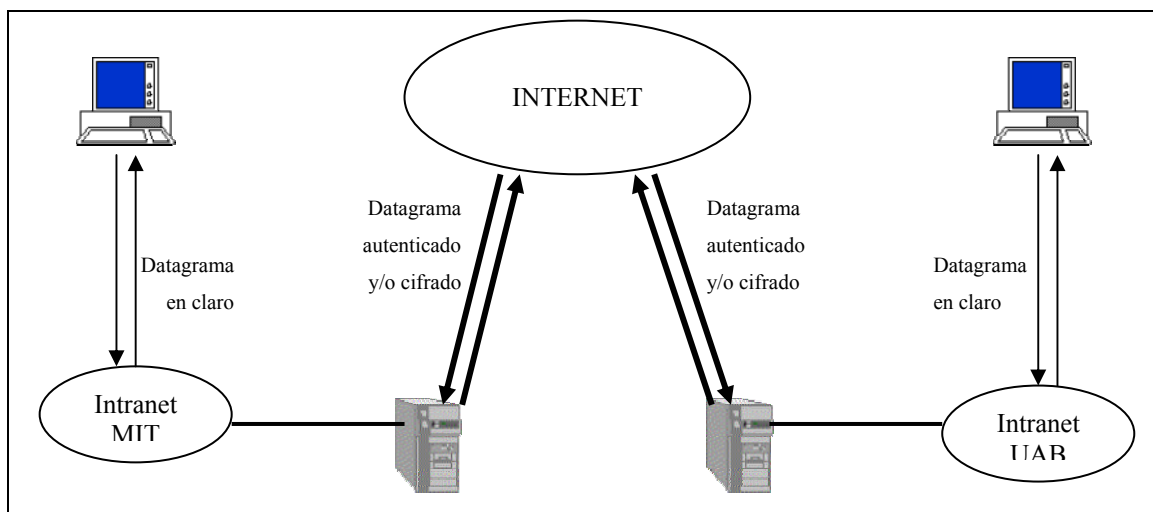 INTERNET
Datagrama
autenticado
y/o cifrado
Datagrama
autenticado
y/o cifrado
Datagrama
en claro
Datagrama
en claro
Intranet
MIT
Intranet
UAB